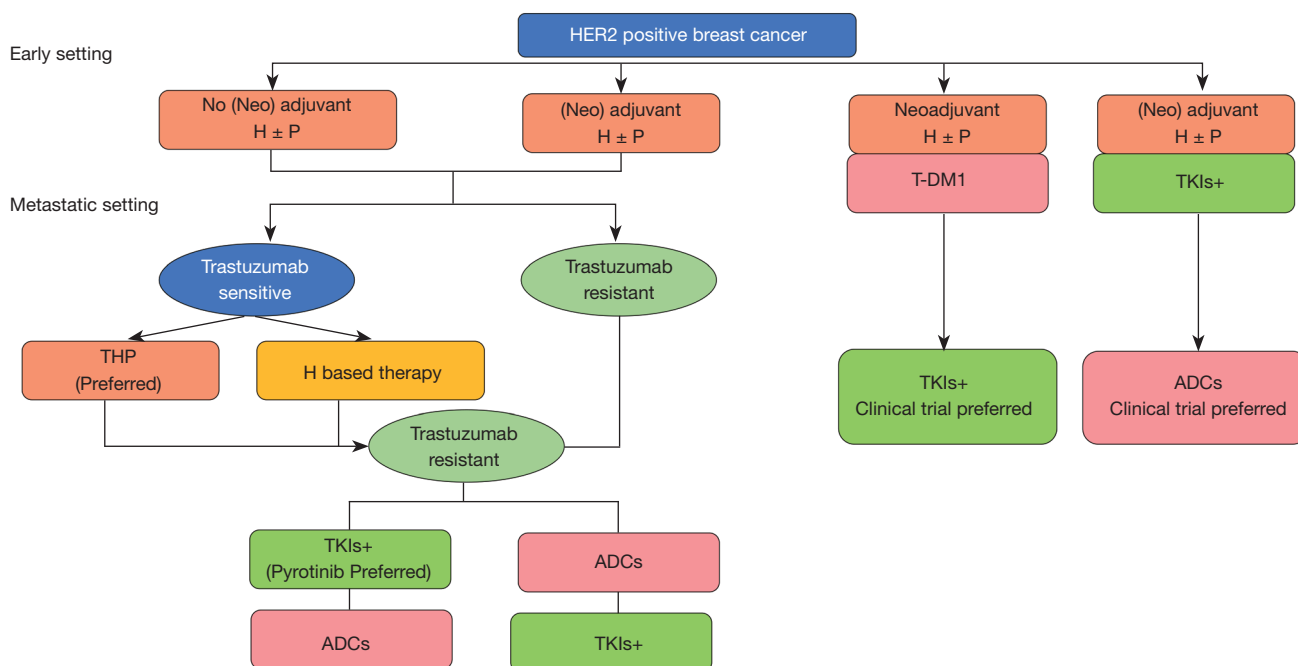 HER2 positive breast cancer
Early setting
No (Neo) adjuvant
H ± P
(Neo) adjuvant
H ± P
Neoadjuvant
H ± P
T-DM1
(Neo) adjuvant
H ± P
TKIs+
Metastatic setting
Trastuzumab
sensitive
Trastuzumab
resistant
THP
(Preferred)
H based therapy
TKIs+
Clinical trial preferred
ADCs
Clinical trial preferred
Trastuzumab
resistant
TKIs+
(Pyrotinib Preferred)
ADCs
ADCs
TKIs+